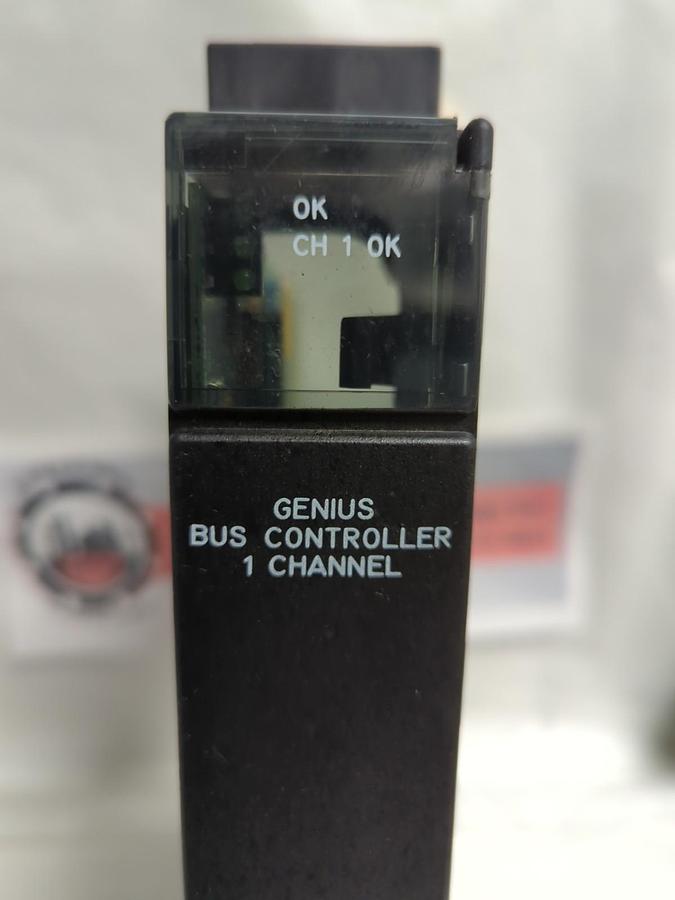 OK
CH 1 OK
GENIUS
BUS CONTROLLER
1 CHANNEL